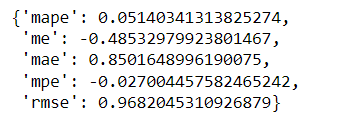 {'mape': 0.05140341313825274,
'me': -0.48532979923801467,
'mae': 0.8501648996190075,
'mpe': -0.027004457582465242,
'rmse': 0.9682045310926879}